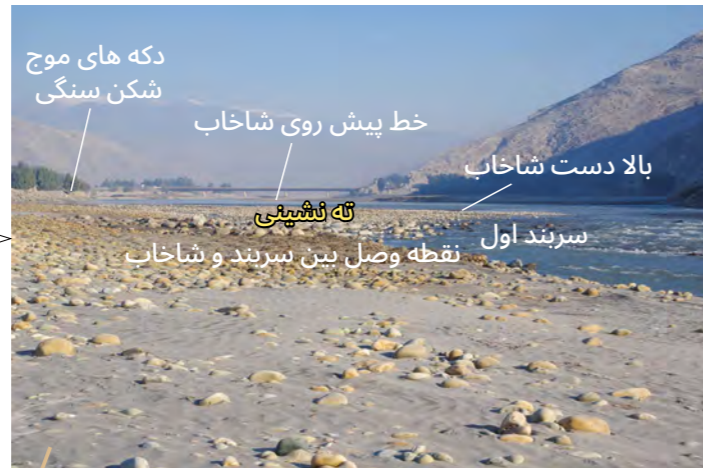 دکه های موج
شکن سنگی
خط پیش روی شاخاب
بالا دست شاخاب
ته نشینی
سربند اول
نقطه وصل بین سربند و شاخاب